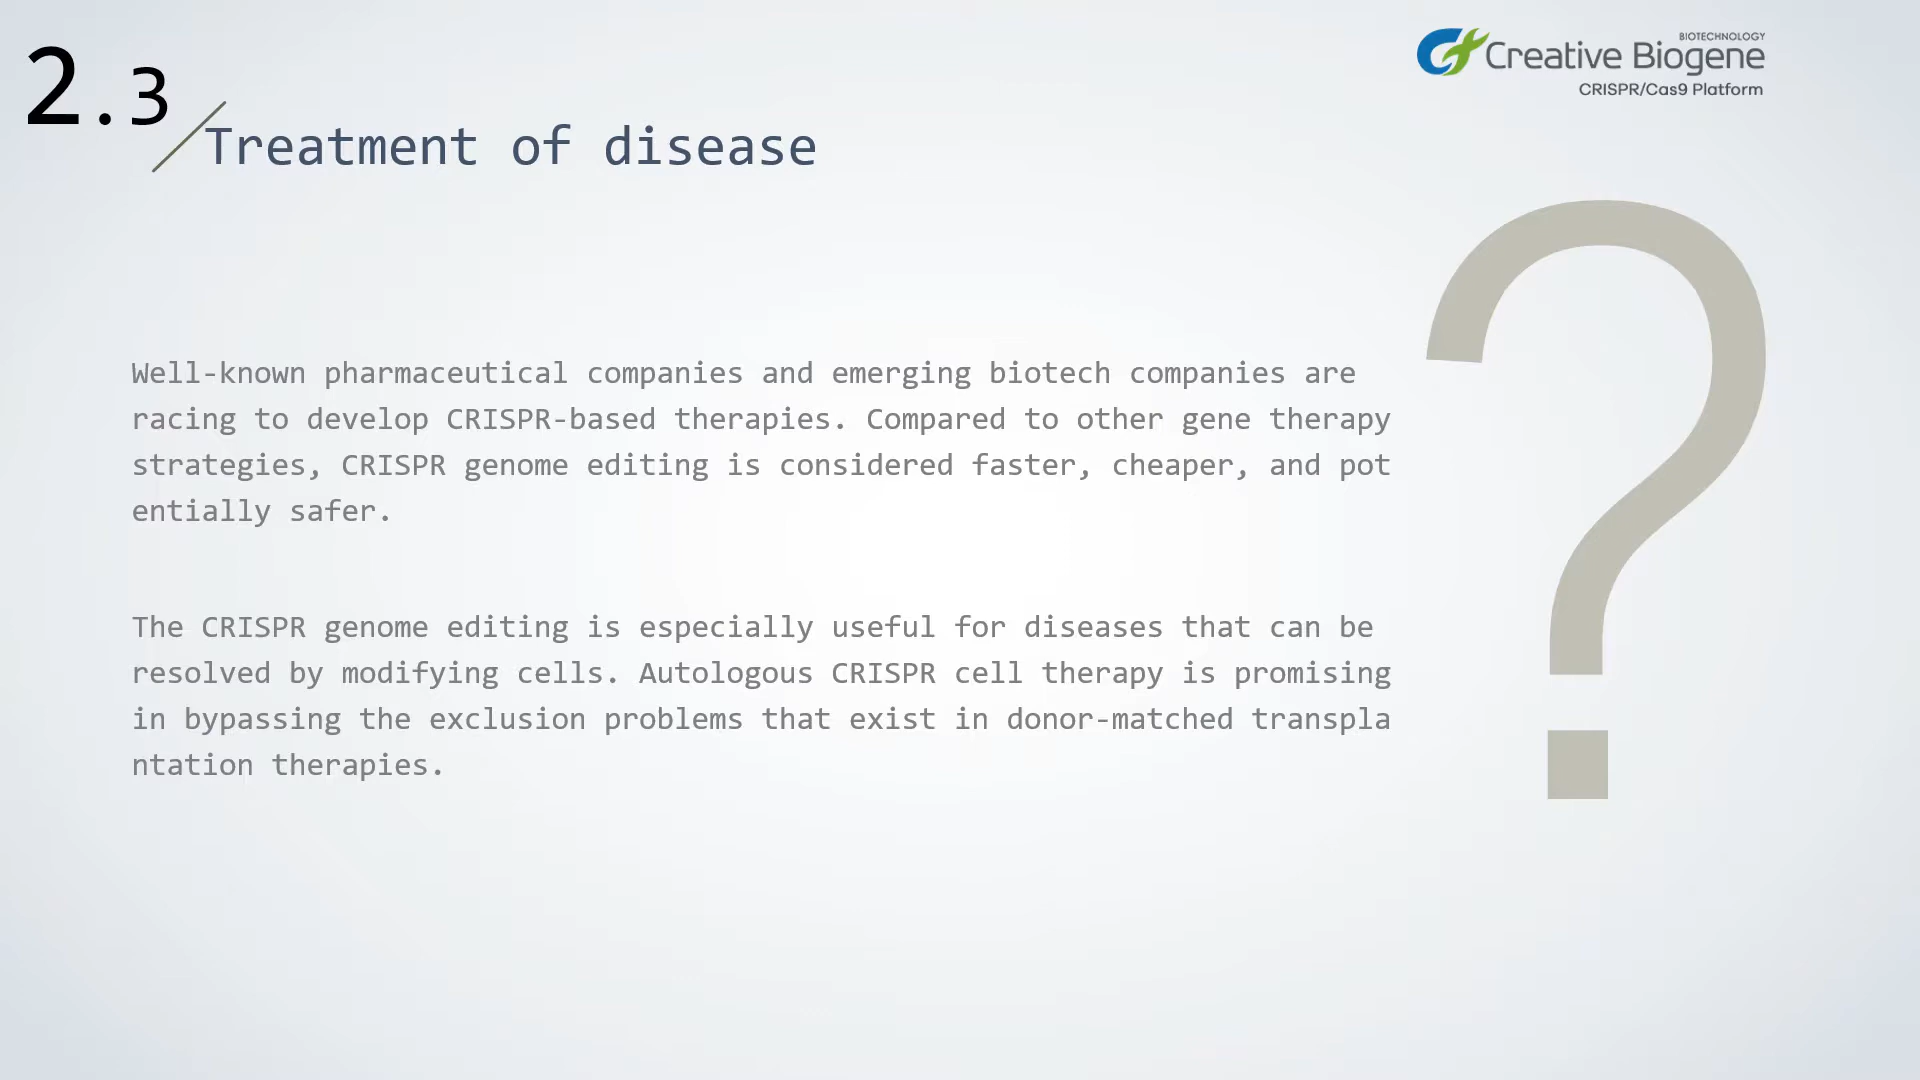 2.3
BIOTECHNOLOGY
Creative Biogene
CRISPR/Cas9 Platform
Treatment of disease
?
Well-known pharmaceutical companies and emerging biotech companies are
racing to develop CRISPR-based therapies. Compared to other gene therapy
strategies, CRISPR genome editing is considered faster, cheaper, and pot
entially safer.
The CRISPR genome editing is especially useful for diseases that can be
resolved by modifying cells. Autologous CRISPR cell therapy is promising
in bypassing the exclusion problems that exist in donor-matched transpla
ntation therapies.